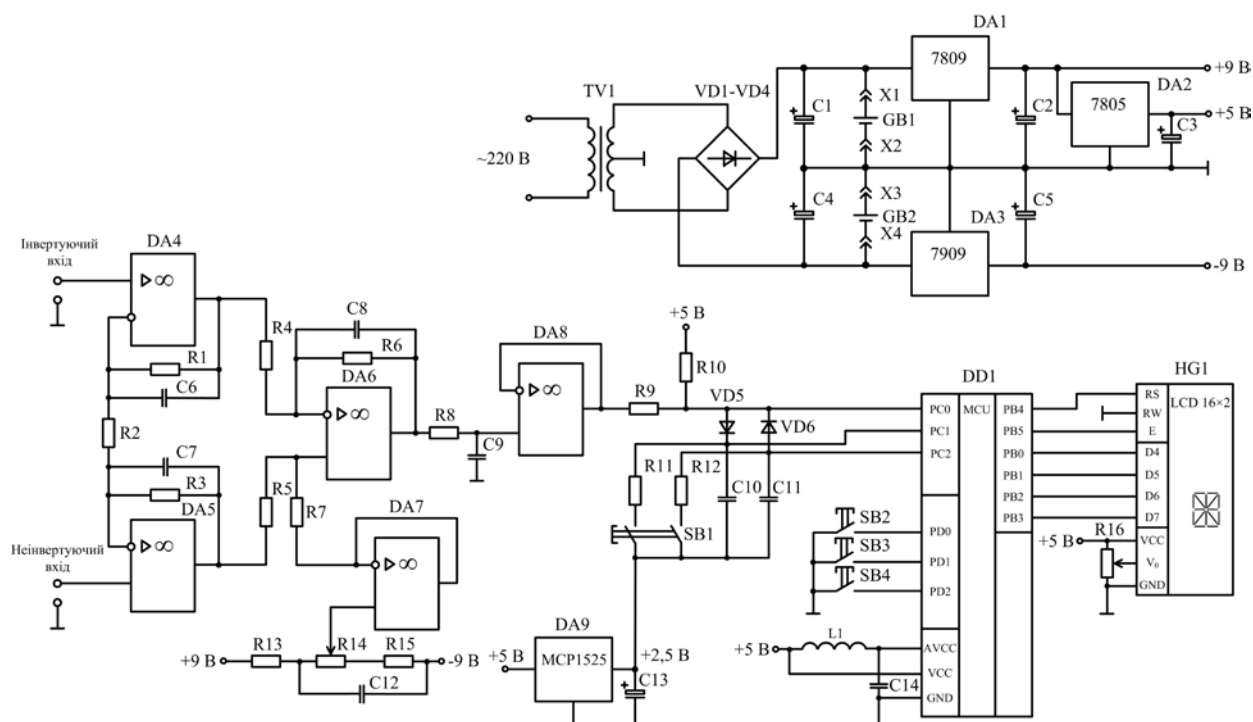 DA1
7809
+9 В
TV1
VD1-VD4
X1
C1
GB1
X2
C2
DA2
7805
+5 В
C3
~220 В
C4
X3
GB2
X4
DA3
C5
7909
-9 В
Інвертуючий
вхід
DA4
▷ ∞
R4
C8
R6
R1
C6
DA6
▷ ∞
R2
C7
R3
R5
R7
DA5
▷ ∞
Неінвертуючий
вхід
R8
C9
DA8
▷ ∞
DA7
▷ ∞
+5 В
R10
R9
VD5
VD6
R11
R12
C10
C11
SB1
R13
R14
R15
+9 В
-9 В
C12
DA9
+5 В
MCP1525
+2,5 В
C13
DD1
MCU
PC0
PC1
PC2
PD0
PD1
PD2
AVCC
VCC
GND
PB4
PB5
PB0
PB1
PB2
PB3
SB2
SB3
SB4
+5 В
L1
C14
HG1
LCD 16×2
RS
RW
E
D4
D5
D6
D7
VCC
V₀
GND
R16
+5 В